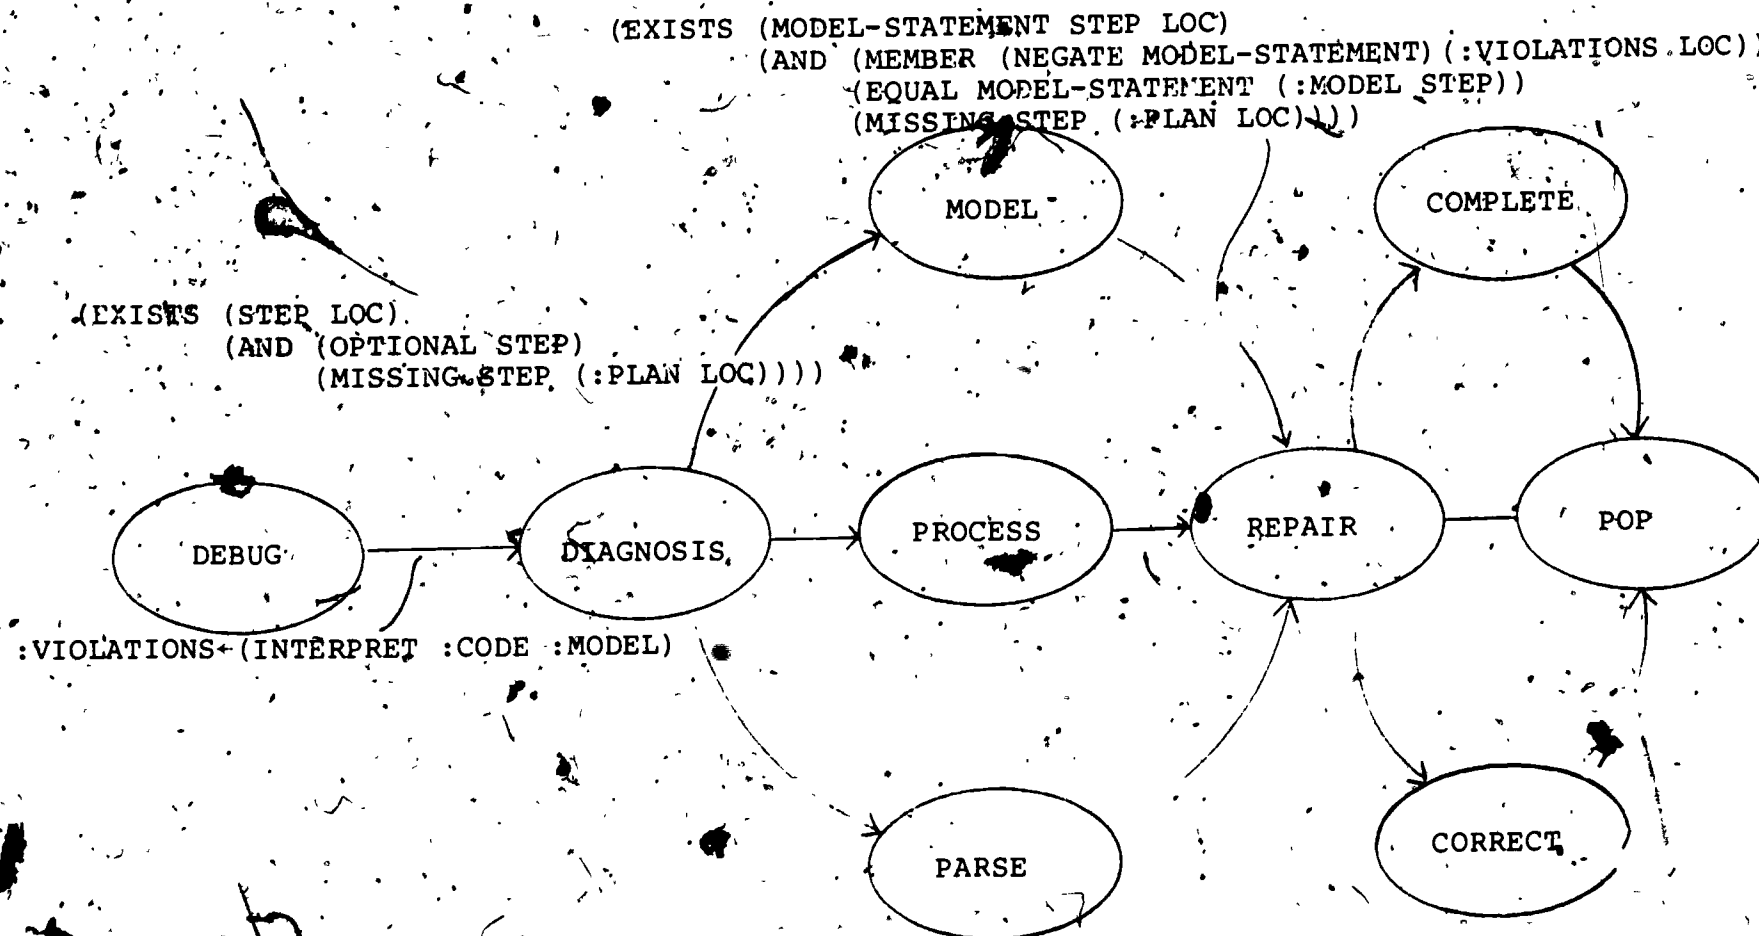 (EXISTS (MODEL-STATEMENT STEP LOC)
(AND (MEMBER (NEGATE MODEL-STATEMENT) (:VIOLATIONS LOC))
(EQUAL MODEL-STATEMENT (:MODEL STEP))
(MISSING STEP (:PLAN LOC))))
MODEL
COMPLETE
(EXISTS (STEP LOC)
(AND (OPTIONAL STEP)
(MISSING STEP (:PLAN LOC))))
DEBUG
DIAGNOSIS
PROCESS
REPAIR
POP
:VIOLATIONS←(INTERPRET :CODE :MODEL)
PARSE
CORRECT